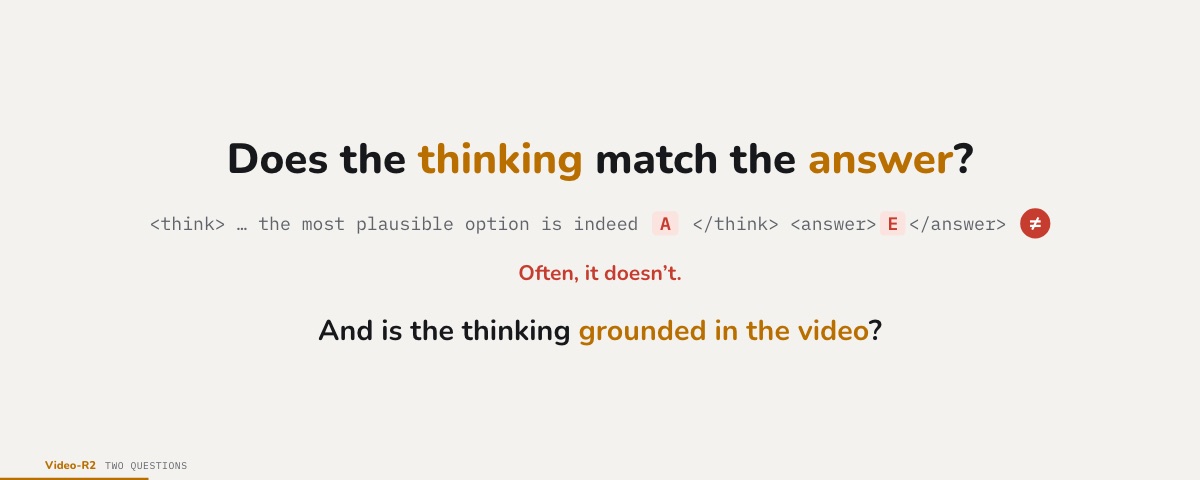 Does the thinking match the answer?
<think> … the most plausible option is indeed A </think> <answer> E </answer> ≠
Often, it doesn’t.
And is the thinking grounded in the video?
Video-R2 TWO QUESTIONS